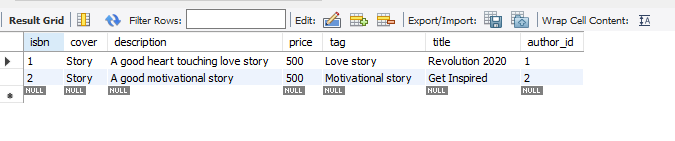 Result Grid Filter Rows: Edit: Export/Import: Wrap Cell Content:
isbn cover description price tag title author_id
1 Story A good heart touching love story 500 Love story Revolution 2020 1
2 Story A good motivational story 500 Motivational story Get Inspired 2
NULL NULL NULL NULL NULL NULL NULL